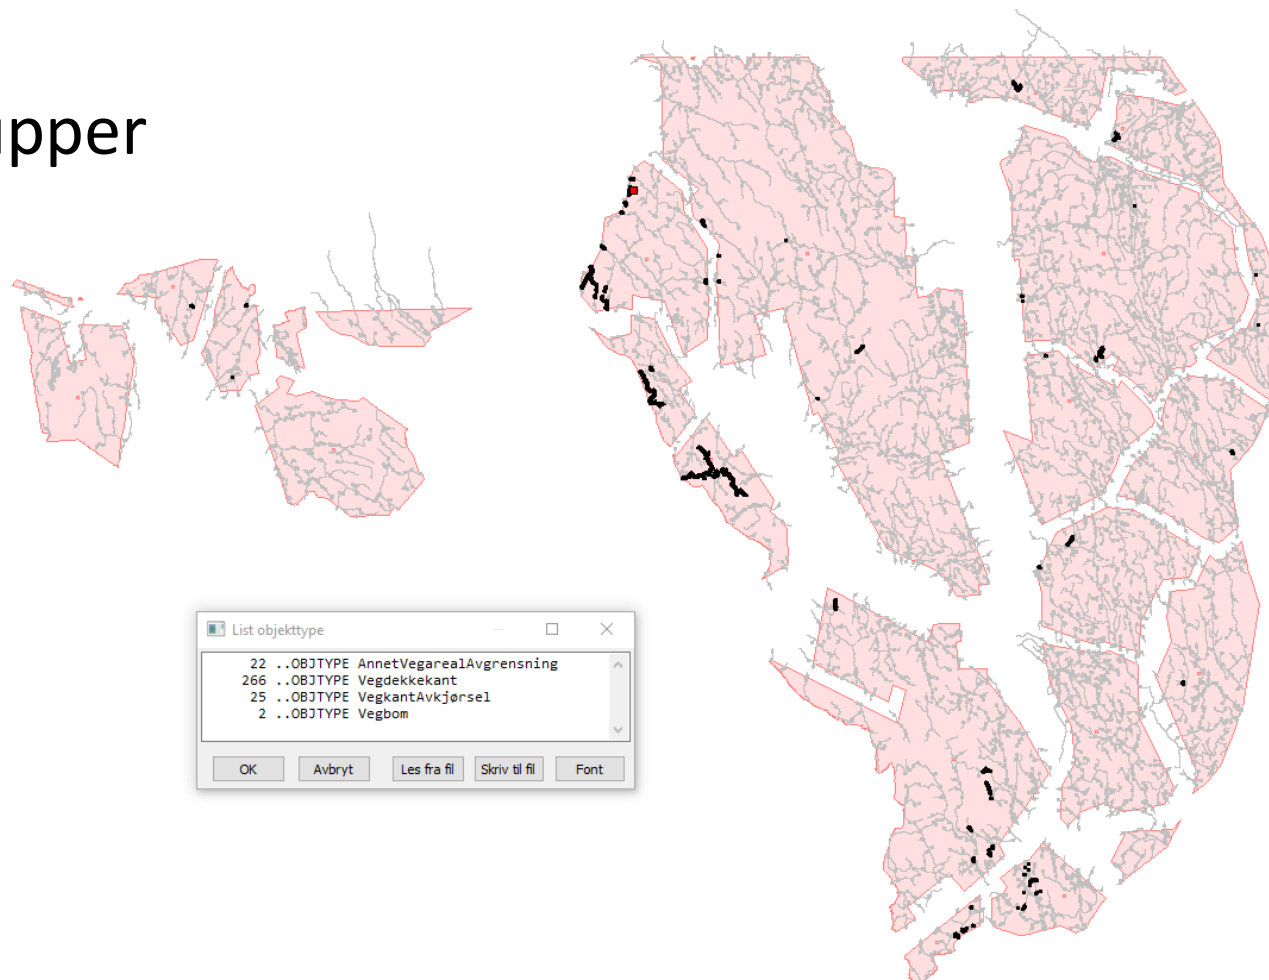 upper
List objekttype
22 ..OBJTYPE AnnetVegarealAvgrensning
266 ..OBJTYPE Vegdekkekant
25 ..OBJTYPE VegkantAvkjørsel
2 ..OBJTYPE Vegbom
OK Avbryt Les fra fil Skriv til fil Font